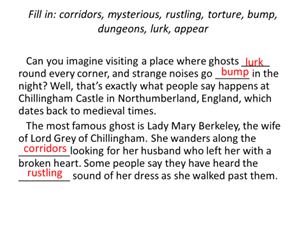 Fill in: corridors, mysterious, rustling, torture, bump,
dungeons, lurk, appear
Can you imagine visiting a place where ghosts lurk
round every corner, and strange noises go bump in the
night? Well, that's exactly what people say happens at
Chillingham Castle in Northumberland, England, which
dates back to medieval times.
The most famous ghost is Lady Mary Berkeley, the wife
of Lord Grey of Chillingham. She wanders along the
corridors looking for her husband who left her with a
broken heart. Some people say they have heard the
rustling sound of her dress as she walked past them.